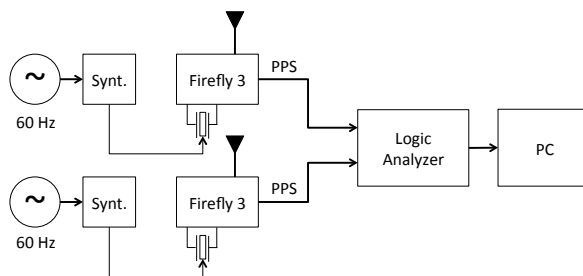 ~
Synt.
Firefly 3
PPS
60 Hz
Logic
Analyzer
PC
~
Synt.
Firefly 3
PPS
60 Hz